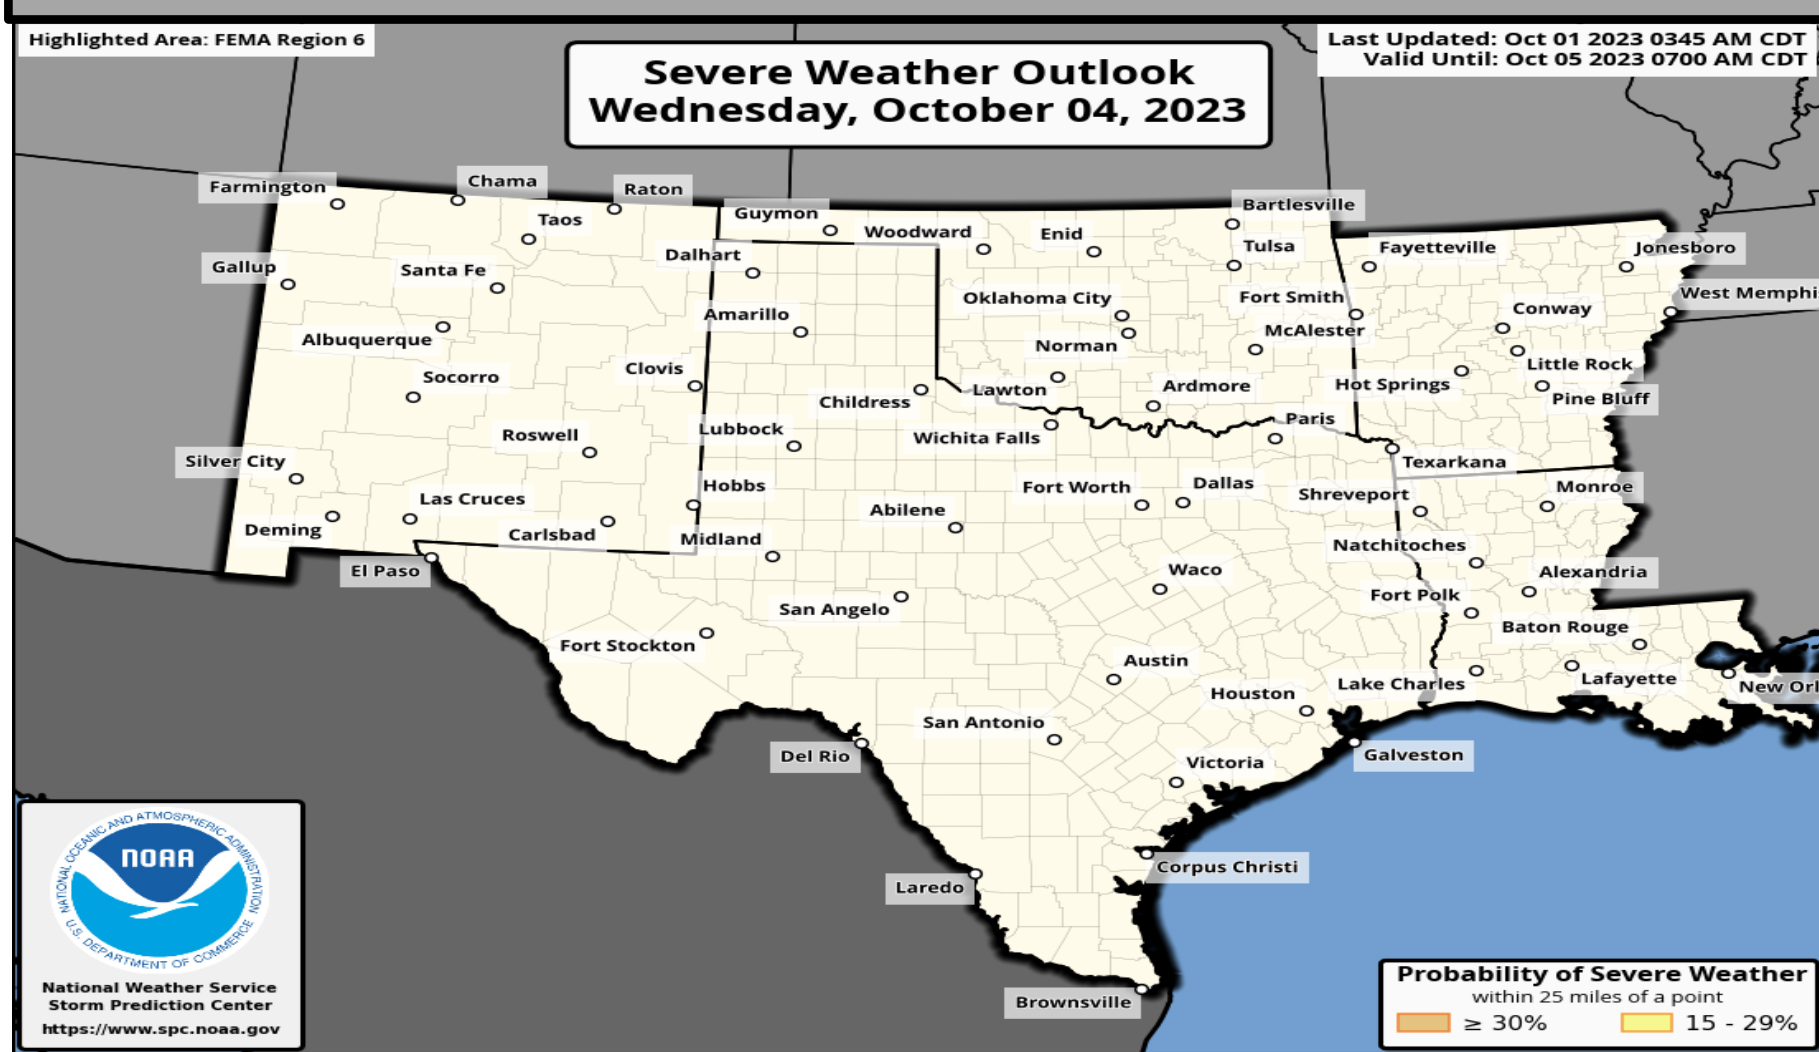 Highlighted Area: FEMA Region 6
Severe Weather Outlook
Wednesday, October 04, 2023
Last Updated: Oct 01 2023 0345 AM CDT
Valid Until: Oct 05 2023 0700 AM CDT
Farmington
Chama
Raton
Taos
Guymon
Woodward
Enid
Bartlesville
Tulsa
Fayetteville
Jonesboro
Gallup
Santa Fe
Dalhart
Oklahoma City
Fort Smith
Conway
West Memphi
Albuquerque
Amarillo
Norman
McAlester
Little Rock
Socorro
Clovis
Childress
Lawton
Ardmore
Hot Springs
Pine Bluff
Roswell
Lubbock
Wichita Falls
Paris
Texarkana
Silver City
Las Cruces
Hobbs
Abilene
Fort Worth
Dallas
Shreveport
Monroe
Deming
Carlsbad
Midland
Natchitoches
El Paso
San Angelo
Waco
Fort Polk
Alexandria
Fort Stockton
Austin
Baton Rouge
Houston
Lake Charles
Lafayette
New Orl
San Antonio
Del Rio
Victoria
Galveston
Laredo
Corpus Christi
Brownsville
NATIONAL OCEANIC AND ATMOSPHERIC ADMINISTRATION
NOAA
U.S. DEPARTMENT OF COMMERCE
National Weather Service
Storm Prediction Center
https://www.spc.noaa.gov
Probability of Severe Weather
within 25 miles of a point
≥ 30%
15 - 29%